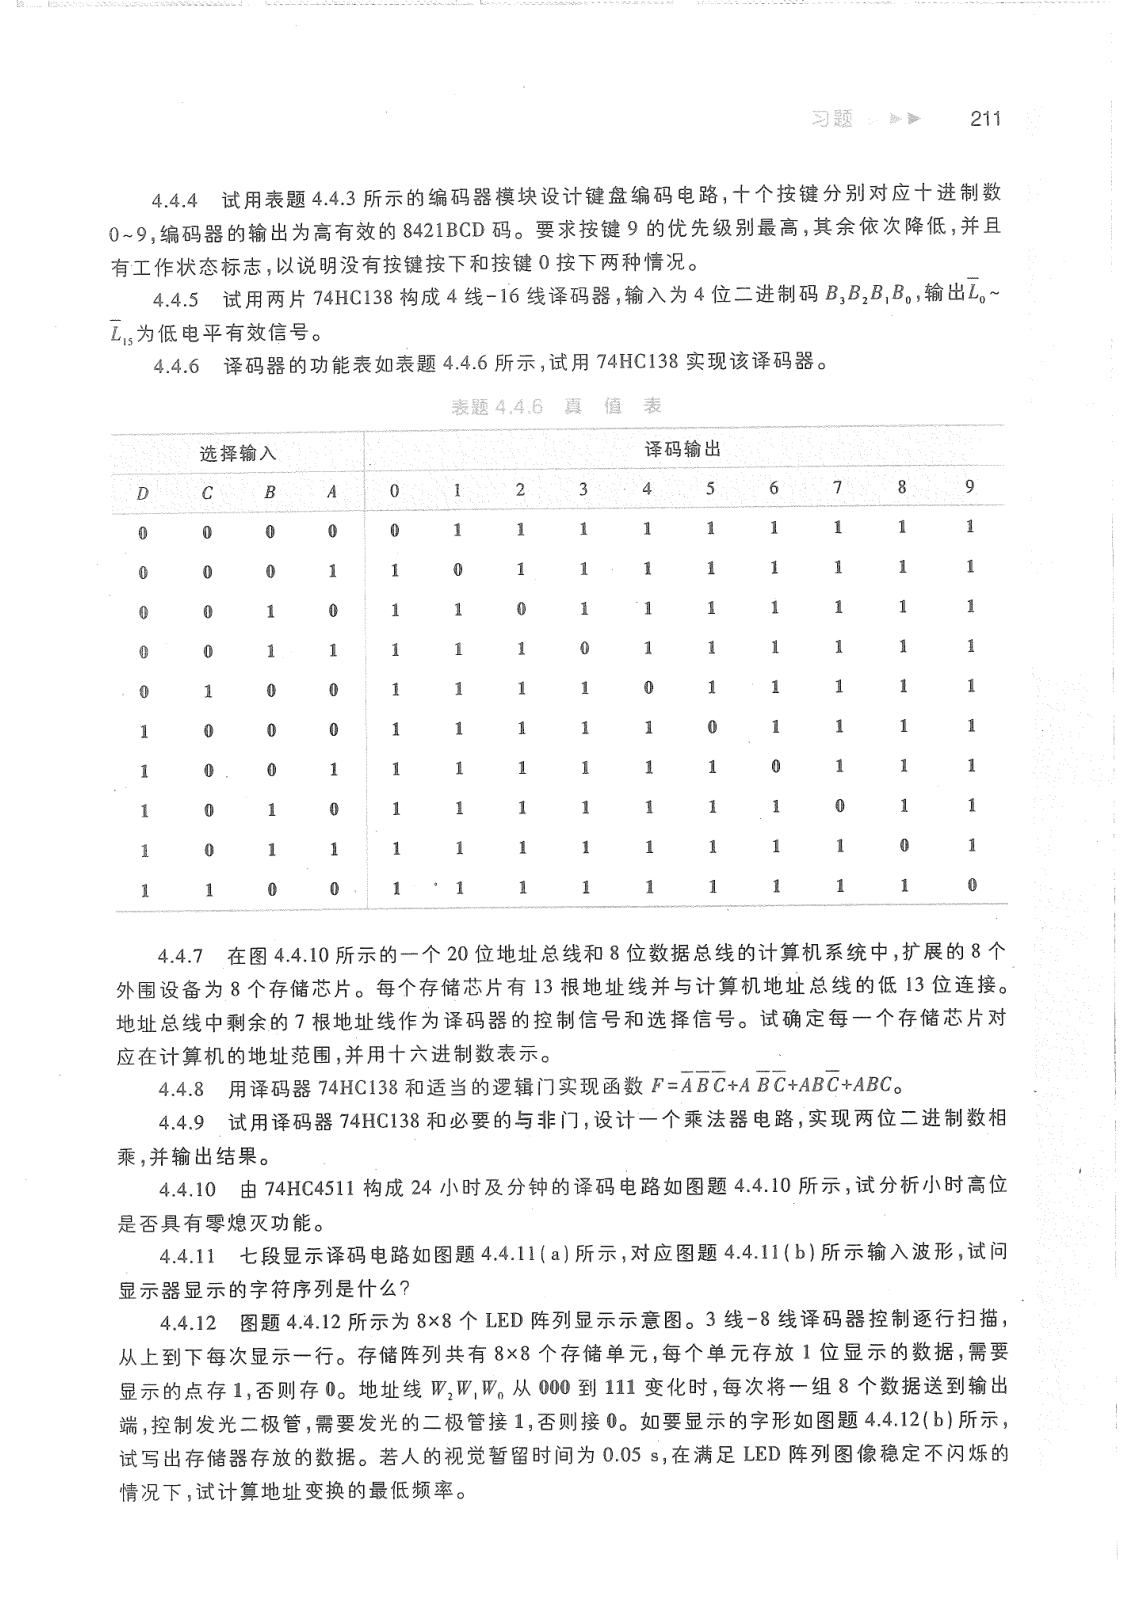 习题 ▶▶ 211
4.4.4 试用表题 4.4.3 所示的编码器模块设计键盘编码电路,十个按键分别对应十进制数
0~9,编码器的输出为高有效的 8421BCD 码。要求按键 9 的优先级别最高,其余依次降低,并且
有工作状态标志,以说明没有按键按下和按键 0 按下两种情况。
4.4.5 试用两片 74HC138 构成 4 线-16 线译码器,输入为 4 位二进制码 B₃B₂B₁B₀,输出L̅₀~
L̅₁₅为低电平有效信号。
4.4.6 译码器的功能表如表题 4.4.6 所示,试用 74HC138 实现该译码器。
表题 4.4.6 真 值 表
选择输入 译码输出
D C B A 0 1 2 3 4 5 6 7 8 9
0 0 0 0 0 1 1 1 1 1 1 1 1 1
0 0 0 1 1 0 1 1 1 1 1 1 1 1
0 0 1 0 1 1 0 1 1 1 1 1 1 1
0 0 1 1 1 1 1 0 1 1 1 1 1 1
0 1 0 0 1 1 1 1 0 1 1 1 1 1
1 0 0 0 1 1 1 1 1 0 1 1 1 1
1 0 0 1 1 1 1 1 1 1 0 1 1 1
1 0 1 0 1 1 1 1 1 1 1 0 1 1
1 0 1 1 1 1 1 1 1 1 1 1 0 1
1 1 0 0 1 1 1 1 1 1 1 1 1 0
4.4.7 在图 4.4.10 所示的一个 20 位地址总线和 8 位数据总线的计算机系统中,扩展的 8 个
外围设备为 8 个存储芯片。每个存储芯片有 13 根地址线并与计算机地址总线的低 13 位连接。
地址总线中剩余的 7 根地址线作为译码器的控制信号和选择信号。试确定每一个存储芯片对
应在计算机的地址范围,并用十六进制数表示。
4.4.8 用译码器 74HC138 和适当的逻辑门实现函数 F=A̅ B̅ C̅+A B̅ C̅+ABC̅+ABC。
4.4.9 试用译码器 74HC138 和必要的与非门,设计一个乘法器电路,实现两位二进制数相
乘,并输出结果。
4.4.10 由 74HC4511 构成 24 小时及分钟的译码电路如图题 4.4.10 所示,试分析小时高位
是否具有零熄灭功能。
4.4.11 七段显示译码电路如图题 4.4.11(a)所示,对应图题 4.4.11(b)所示输入波形,试问
显示器显示的字符序列是什么?
4.4.12 图题 4.4.12 所示为 8×8 个 LED 阵列显示示意图。3 线-8 线译码器控制逐行扫描,
从上到下每次显示一行。存储阵列共有 8×8 个存储单元,每个单元存放 1 位显示的数据,需要
显示的点存 1,否则存 0。地址线 W₂W₁W₀ 从 000 到 111 变化时,每次将一组 8 个数据送到输出
端,控制发光二极管,需要发光的二极管接 1,否则接 0。如要显示的字形如图题 4.4.12(b)所示,
试写出存储器存放的数据。若人的视觉暂留时间为 0.05 s,在满足 LED 阵列图像稳定不闪烁的
情况下,试计算地址变换的最低频率。